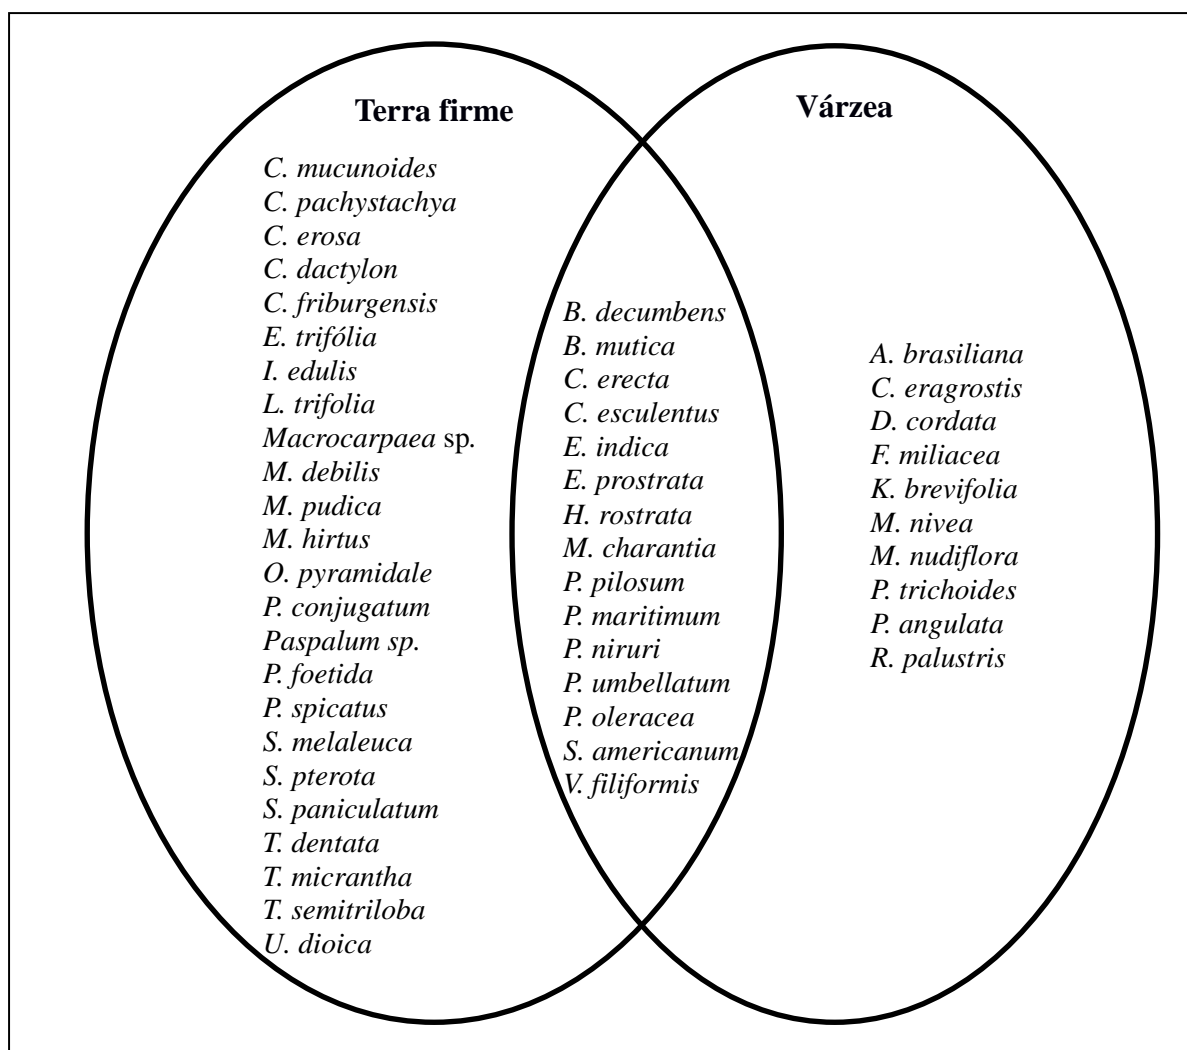 Terra firme
C. mucunoides
C. pachystachya
C. erosa
C. dactylon
C. friburgensis
E. trifólia
I. edulis
L. trifolia
Macrocarpaea sp.
M. debilis
M. pudica
M. hirtus
O. pyramidale
P. conjugatum
Paspalum sp.
P. foetida
P. spicatus
S. melaleuca
S. pterota
S. paniculatum
T. dentata
T. micrantha
T. semitriloba
U. dioica
B. decumbens
B. mutica
C. erecta
C. esculentus
E. indica
E. prostrata
H. rostrata
M. charantia
P. pilosum
P. maritimum
P. niruri
P. umbellatum
P. oleracea
S. americanum
V. filiformis
Várzea
A. brasiliana
C. eragrostis
D. cordata
F. miliacea
K. brevifolia
M. nivea
M. nudiflora
P. trichoides
P. angulata
R. palustris